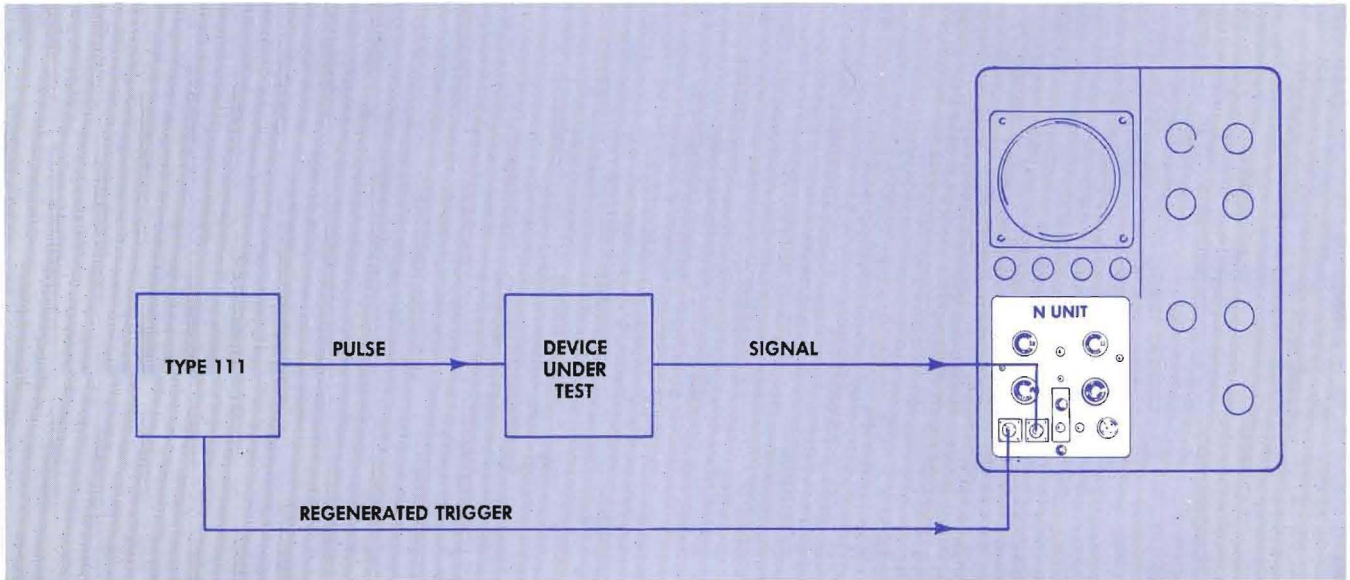 N UNIT
TYPE 111
PULSE
DEVICE
UNDER
TEST
SIGNAL
REGENERATED TRIGGER